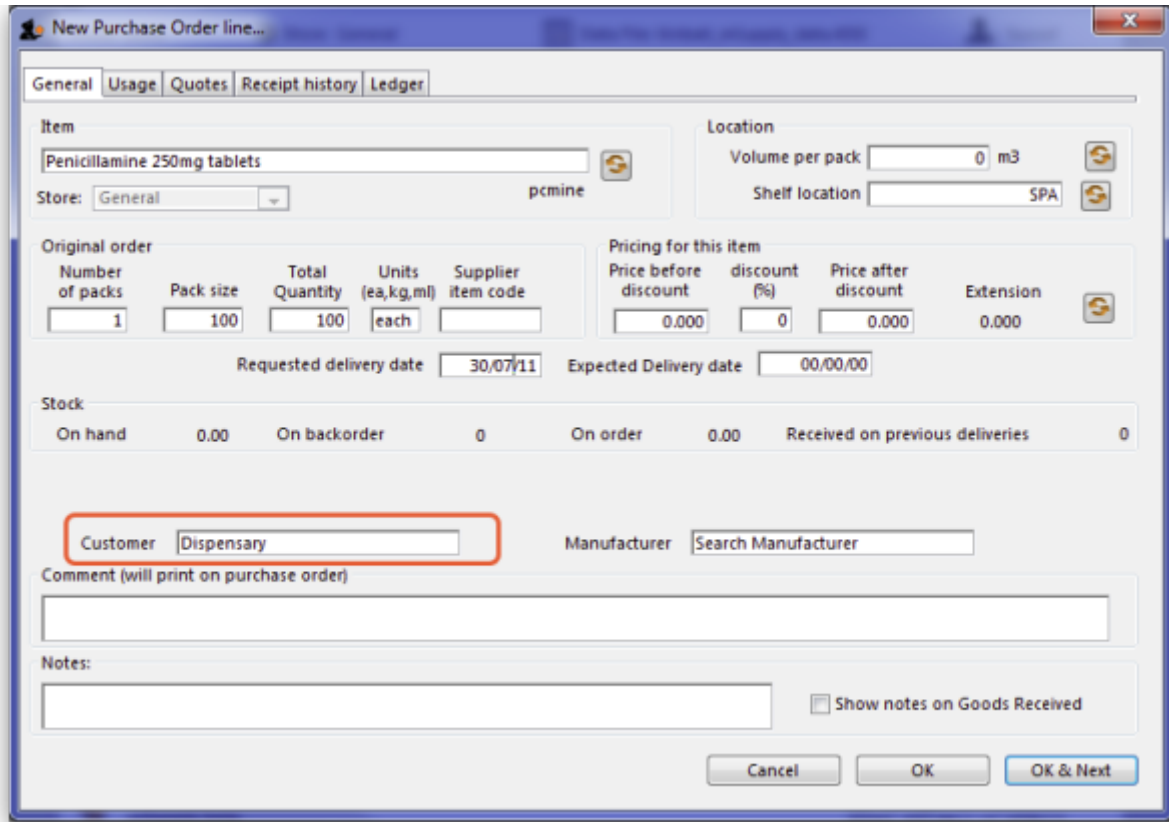 New Purchase Order line...
General Usage Quotes Receipt history Ledger
Item
Penicillamine 250mg tablets
pcmine
Store: General
Location
Volume per pack 0 m3
Shelf location SPA
Original order
Number of packs Pack size Total Quantity Units (ea,kg,ml) Supplier item code
1 100 100 each
Pricing for this item
Price before discount discount (%) Price after discount Extension
0.000 0 0.000 0.000
Requested delivery date 30/07/11 Expected Delivery date 00/00/00
Stock
On hand 0.00 On backorder 0 On order 0.00 Received on previous deliveries 0
Customer Dispensary Manufacturer Search Manufacturer
Comment (will print on purchase order)
Notes:
Show notes on Goods Received
Cancel OK OK & Next